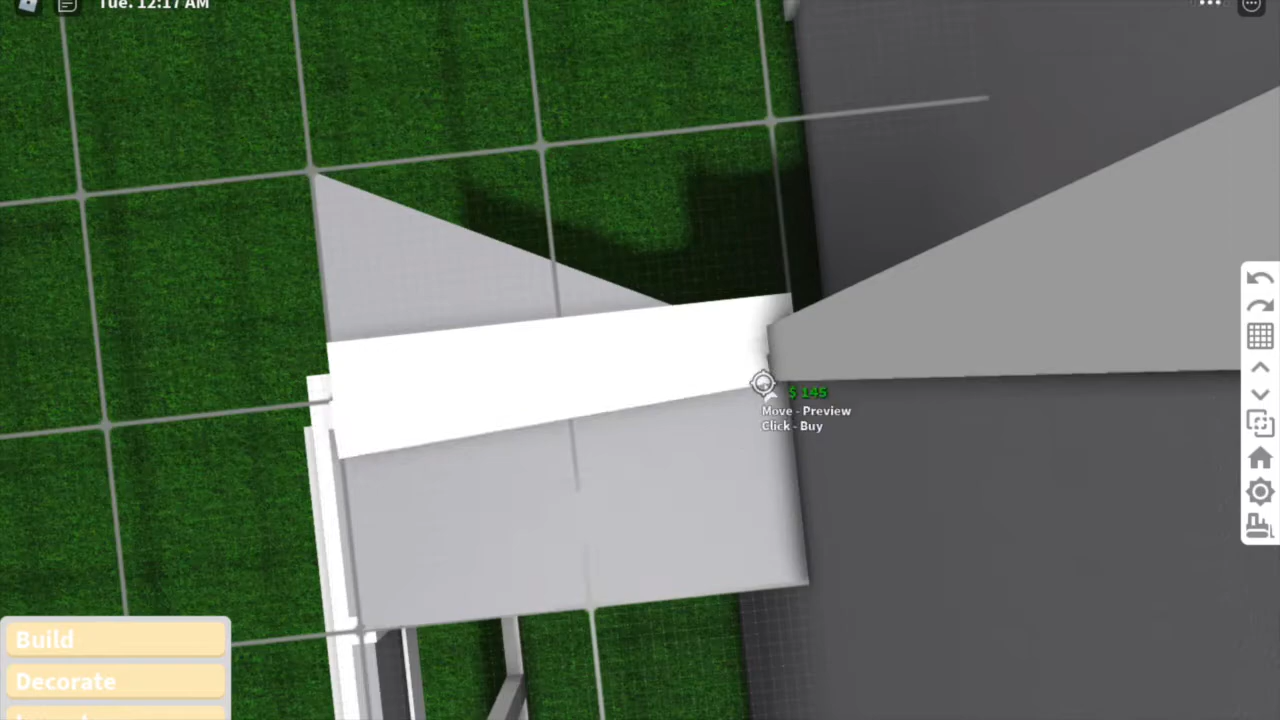 Tue. 12:17 AM
$ 145
Move - Preview
Click - Buy
Build
Decorate